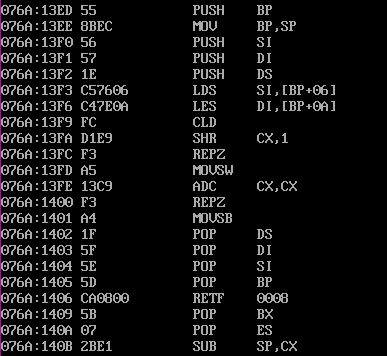 076A:13ED 55 PUSH BP
076A:13EE 8BEC MOV BP,SP
076A:13F0 56 PUSH SI
076A:13F1 57 PUSH DI
076A:13F2 1E PUSH DS
076A:13F3 C57606 LDS SI,[BP+06]
076A:13F6 C47E0A LES DI,[BP+0A]
076A:13F9 FC CLD
076A:13FA D1E9 SHR CX,1
076A:13FC F3 REPZ
076A:13FD A5 MOVSW
076A:13FE 13C9 ADC CX,CX
076A:1400 F3 REPZ
076A:1401 A4 MOVSB
076A:1402 1F POP DS
076A:1403 5F POP DI
076A:1404 5E POP SI
076A:1405 5D POP BP
076A:1406 CA0800 RETF 0008
076A:1409 5B POP BX
076A:140A 07 POP ES
076A:140B 2BE1 SUB SP,CX